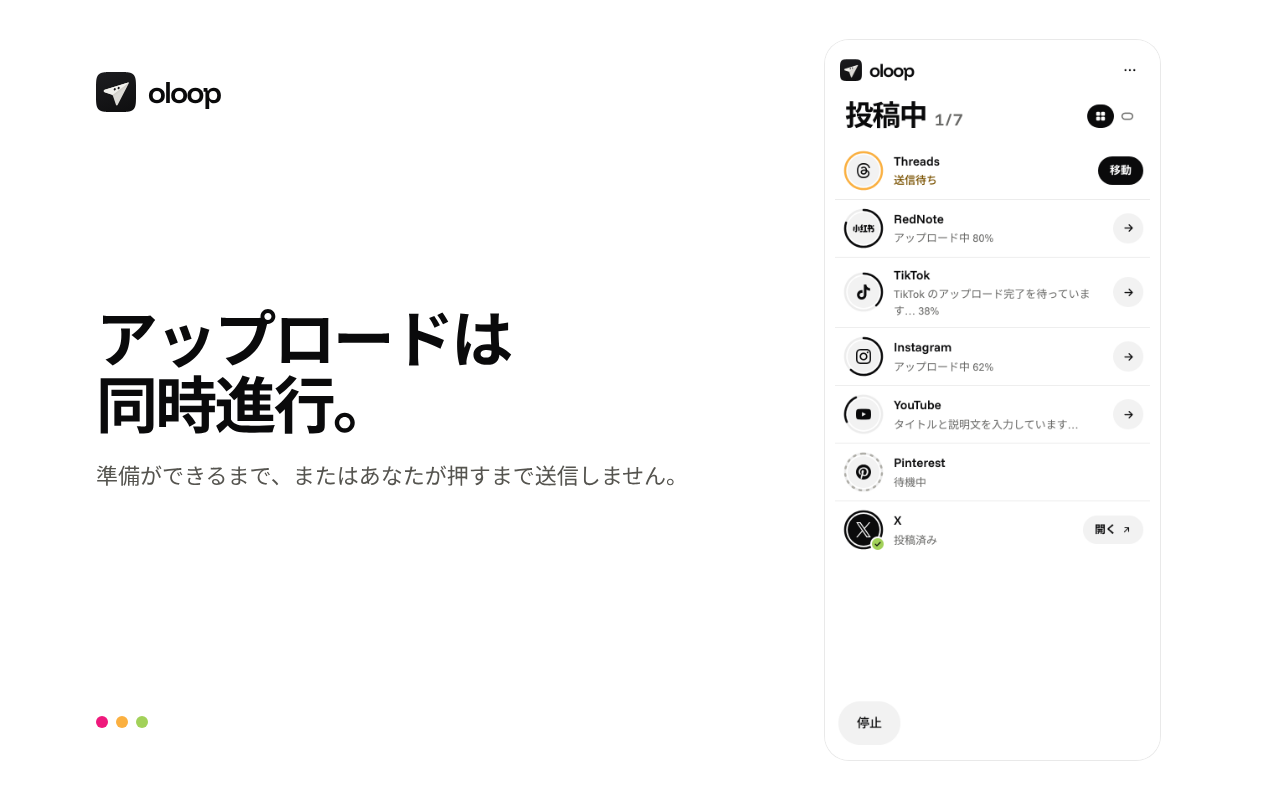 oloop
アップロードは
同時進行。
準備ができるまで、またはあなたが押すまで送信しません。
oloop
投稿中 1/7
Threads
送信待ち
移動
小红书
RedNote
アップロード中 80%
TikTok
TikTok のアップロード完了を待っていま
す... 38%
Instagram
アップロード中 62%
YouTube
タイトルと説明文を入力しています...
Pinterest
待機中
X
投稿済み
開く
停止